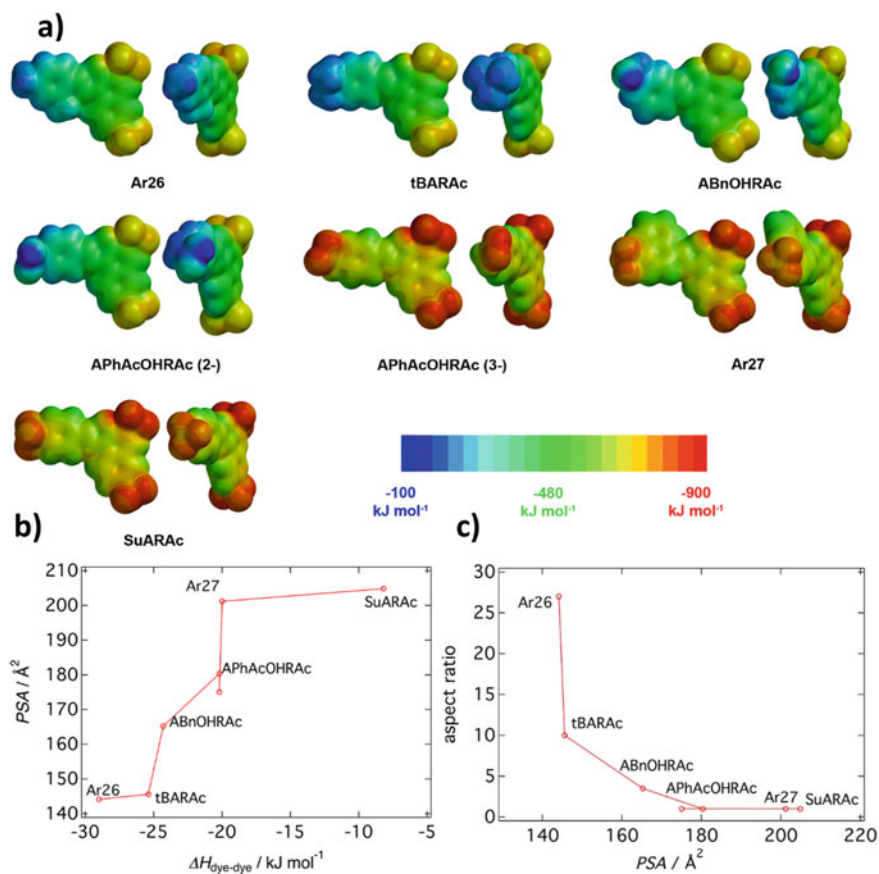 a)
Ar26
tBARAc
ABnOHRAc
APhAcOHRAc (2-)
APhAcOHRAc (3-)
Ar27
SuARAc
-100 kJ mol⁻¹
-480 kJ mol⁻¹
-900 kJ mol⁻¹
b)
PSA / Å²
210
200
190
180
170
160
150
140
Ar27
SuARAc
APhAcOHRAc
ABnOHRAc
Ar26
tBARAc
-30
-25
-20
-15
-10
-5
ΔH dye-dye / kJ mol⁻¹
c)
aspect ratio
30
25
20
15
10
5
0
Ar26
tBARAc
ABnOHRAc
APhAcOHRAc
Ar27
SuARAc
140
160
180
200
220
PSA / Å²